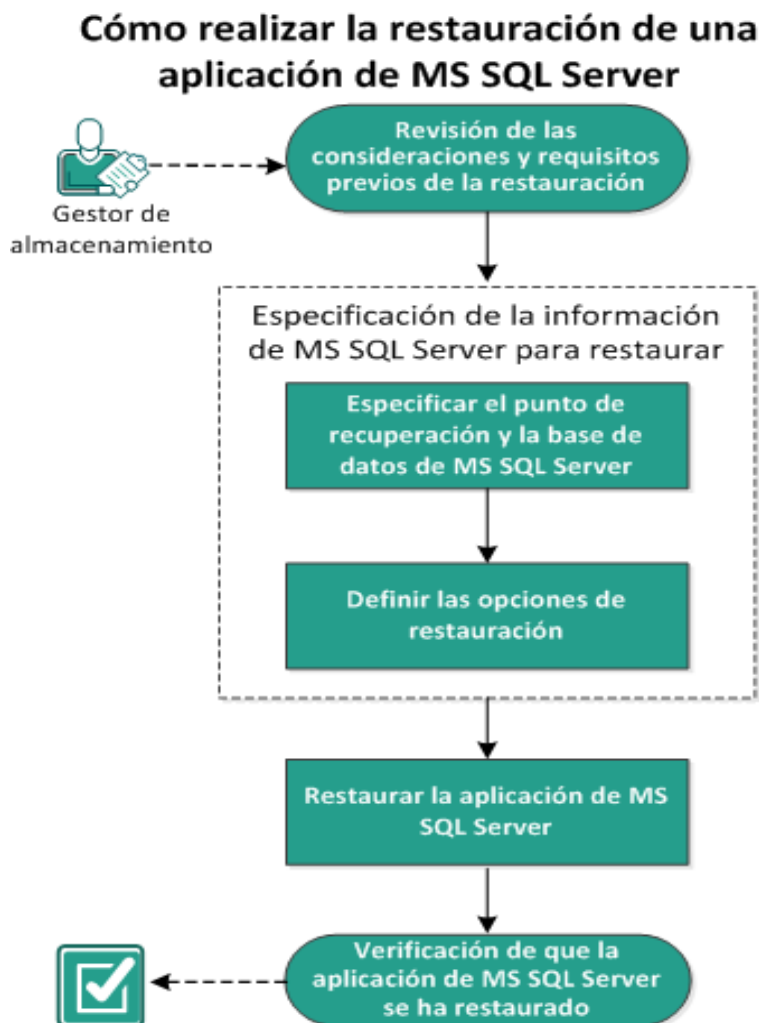 Cómo realizar la restauración de una
aplicación de MS SQL Server
Revisión de las
consideraciones y requisitos
previos de la restauración
Gestor de
almacenamiento
Especificación de la información
de MS SQL Server para restaurar
Especificar el punto de
recuperación y la base de
datos de MS SQL Server
Definir las opciones de
restauración
Restaurar la aplicación de MS
SQL Server
Verificación de que la
aplicación de MS SQL Server
se ha restaurado